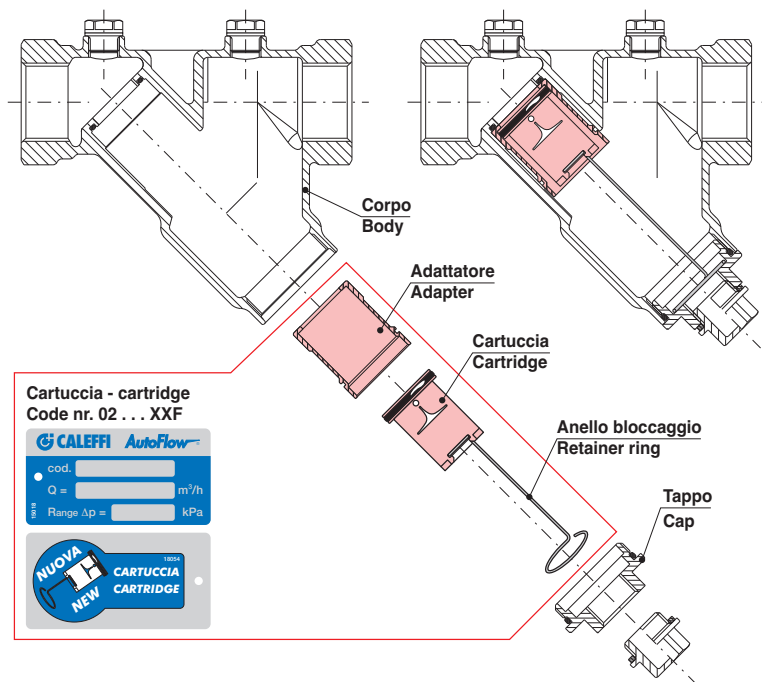 Corpo
Body
Adattatore
Adapter
Cartuccia
Cartridge
Cartuccia - cartridge
Code nr. 02 . . . XXF
CALEFFI AutoFlow
cod.
Q = m³/h
Range Δp = kPa
15018
Anello bloccaggio
Retainer ring
Tappo
Cap
NUOVA
NEW
18054
CARTUCCIA
CARTRIDGE